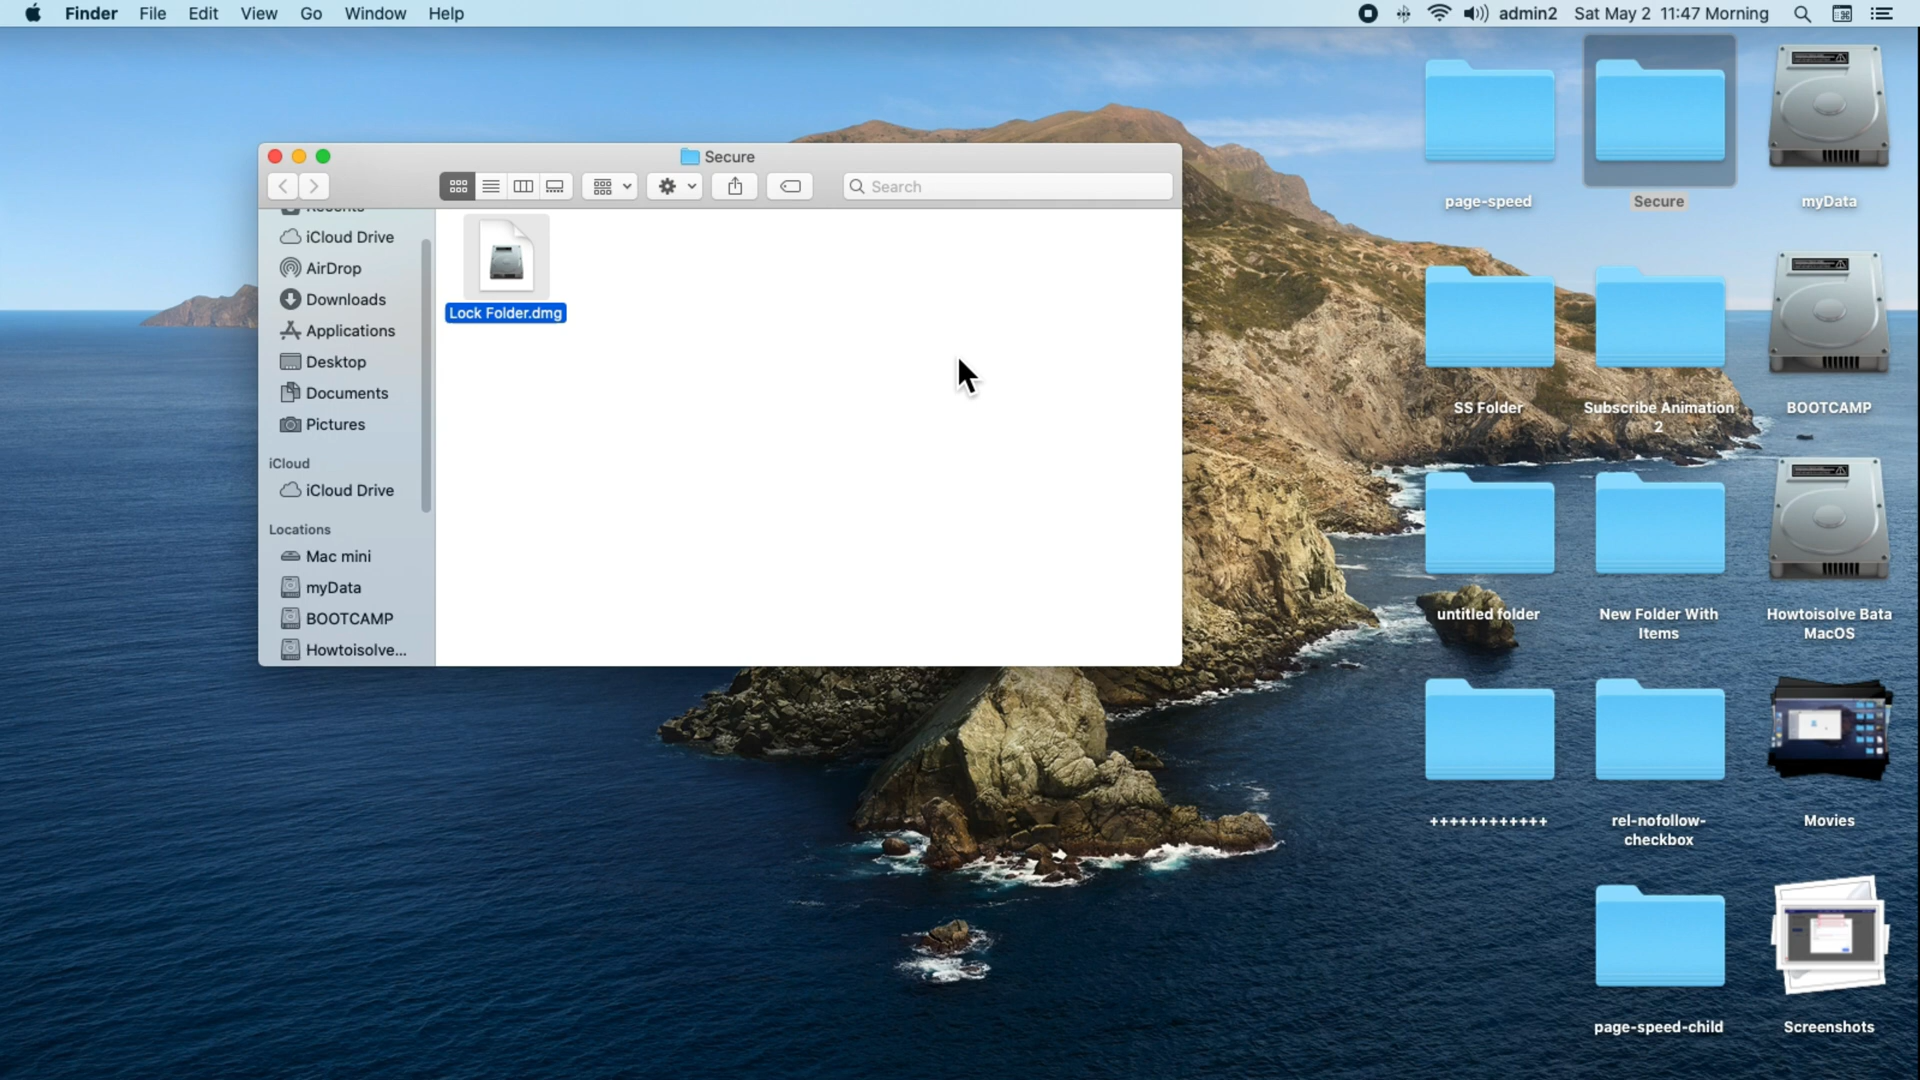 Finder File Edit View Go Window Help
admin2 Sat May 2 11:47 Morning
Secure
Search
Recents
iCloud Drive
AirDrop
Downloads
Applications
Desktop
Documents
Pictures
iCloud
iCloud Drive
Locations
Mac mini
myData
BOOTCAMP
Howtoisolve...
Lock Folder.dmg
page-speed
Secure
myData
SS Folder
Subscribe Animation
2
BOOTCAMP
untitled folder
New Folder With
Items
Howtoisolve Bata
MacOS
++++++++++++
rel-nofollow-
checkbox
Movies
page-speed-child
Screenshots